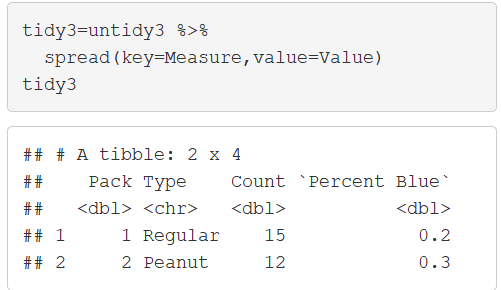 tidy3=untidy3 %>%
  spread(key=Measure,value=Value)
tidy3
## # A tibble: 2 x 4
##    Pack Type    Count `Percent Blue`
##   <dbl> <chr>   <dbl>          <dbl>
## 1     1 Regular    15            0.2
## 2     2 Peanut     12            0.3